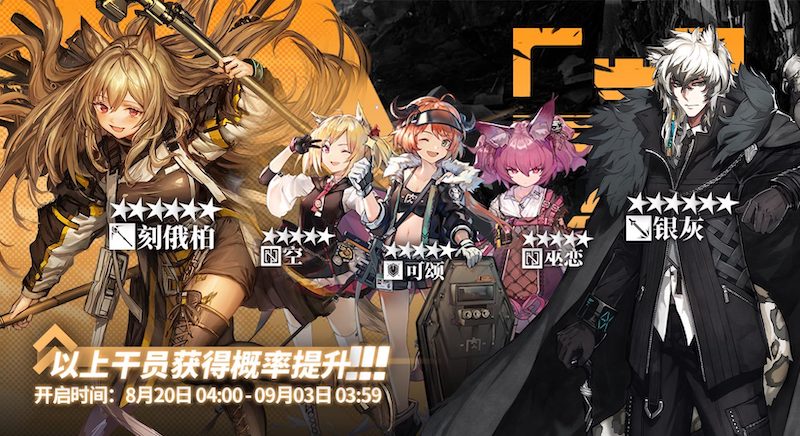 刻俄柏
空
可颂
巫恋
银灰
以上干员获得概率提升!!!
开启时间：8月20日 04:00 - 09月03日 03:59